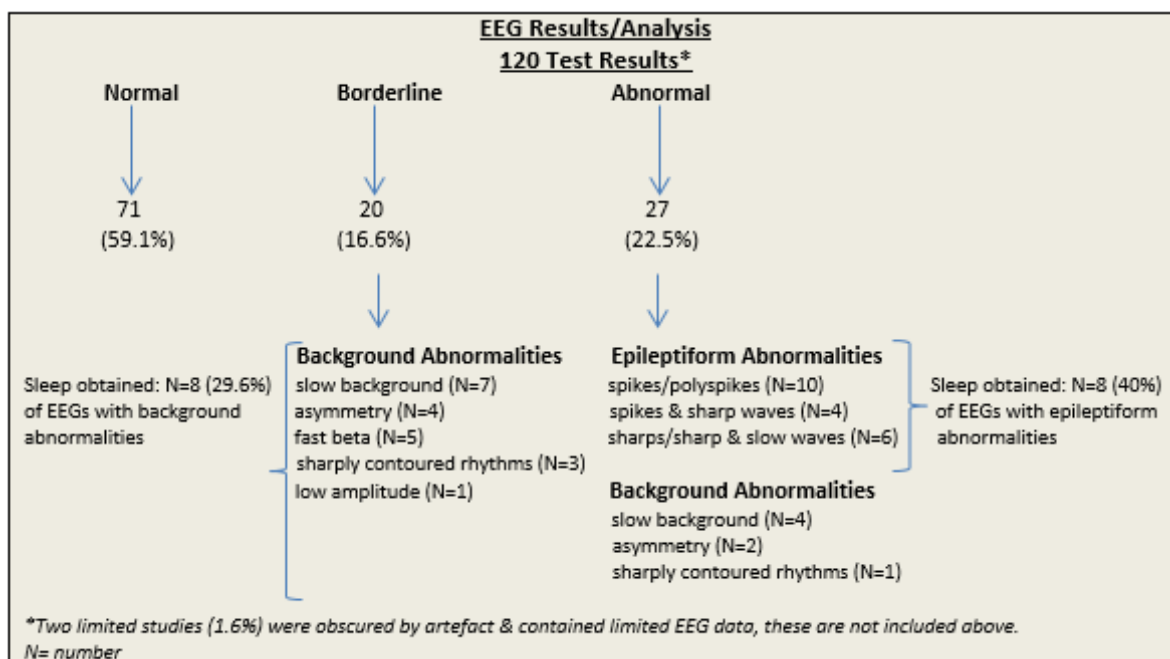 EEG Results/Analysis
120 Test Results*
Normal
Borderline
Abnormal
71
(59.1%)
20
(16.6%)
27
(22.5%)
Sleep obtained: N=8 (29.6%)
of EEGs with background
abnormalities
Background Abnormalities
slow background (N=7)
asymmetry (N=4)
fast beta (N=5)
sharply contoured rhythms (N=3)
low amplitude (N=1)
Epileptiform Abnormalities
spikes/polyspikes (N=10)
spikes & sharp waves (N=4)
sharps/sharp & slow waves (N=6)
Sleep obtained: N=8 (40%)
of EEGs with epileptiform
abnormalities
Background Abnormalities
slow background (N=4)
asymmetry (N=2)
sharply contoured rhythms (N=1)
*Two limited studies (1.6%) were obscured by artefact & contained limited EEG data, these are not included above.
N= number